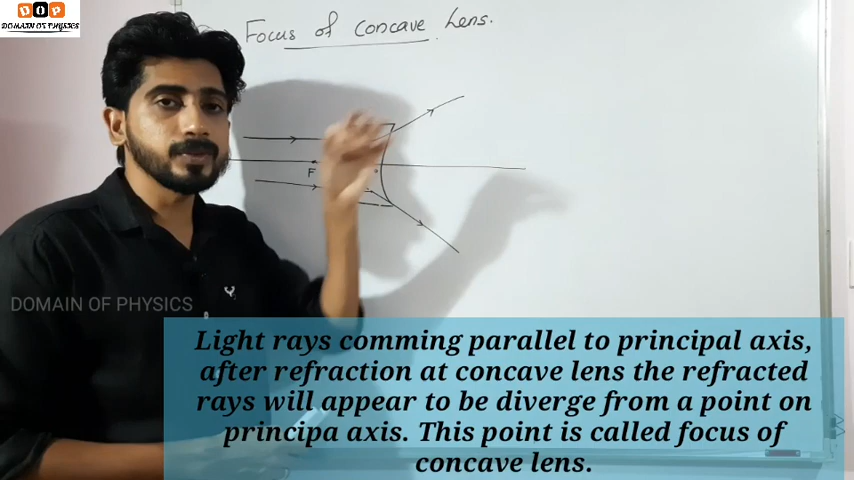 DOP
DOMAIN OF PHYSICS
Focus of concave Lens.
F
DOMAIN OF PHYSICS
Light rays comming parallel to principal axis,
after refraction at concave lens the refracted
rays will appear to be diverge from a point on
principa axis. This point is called focus of
concave lens.